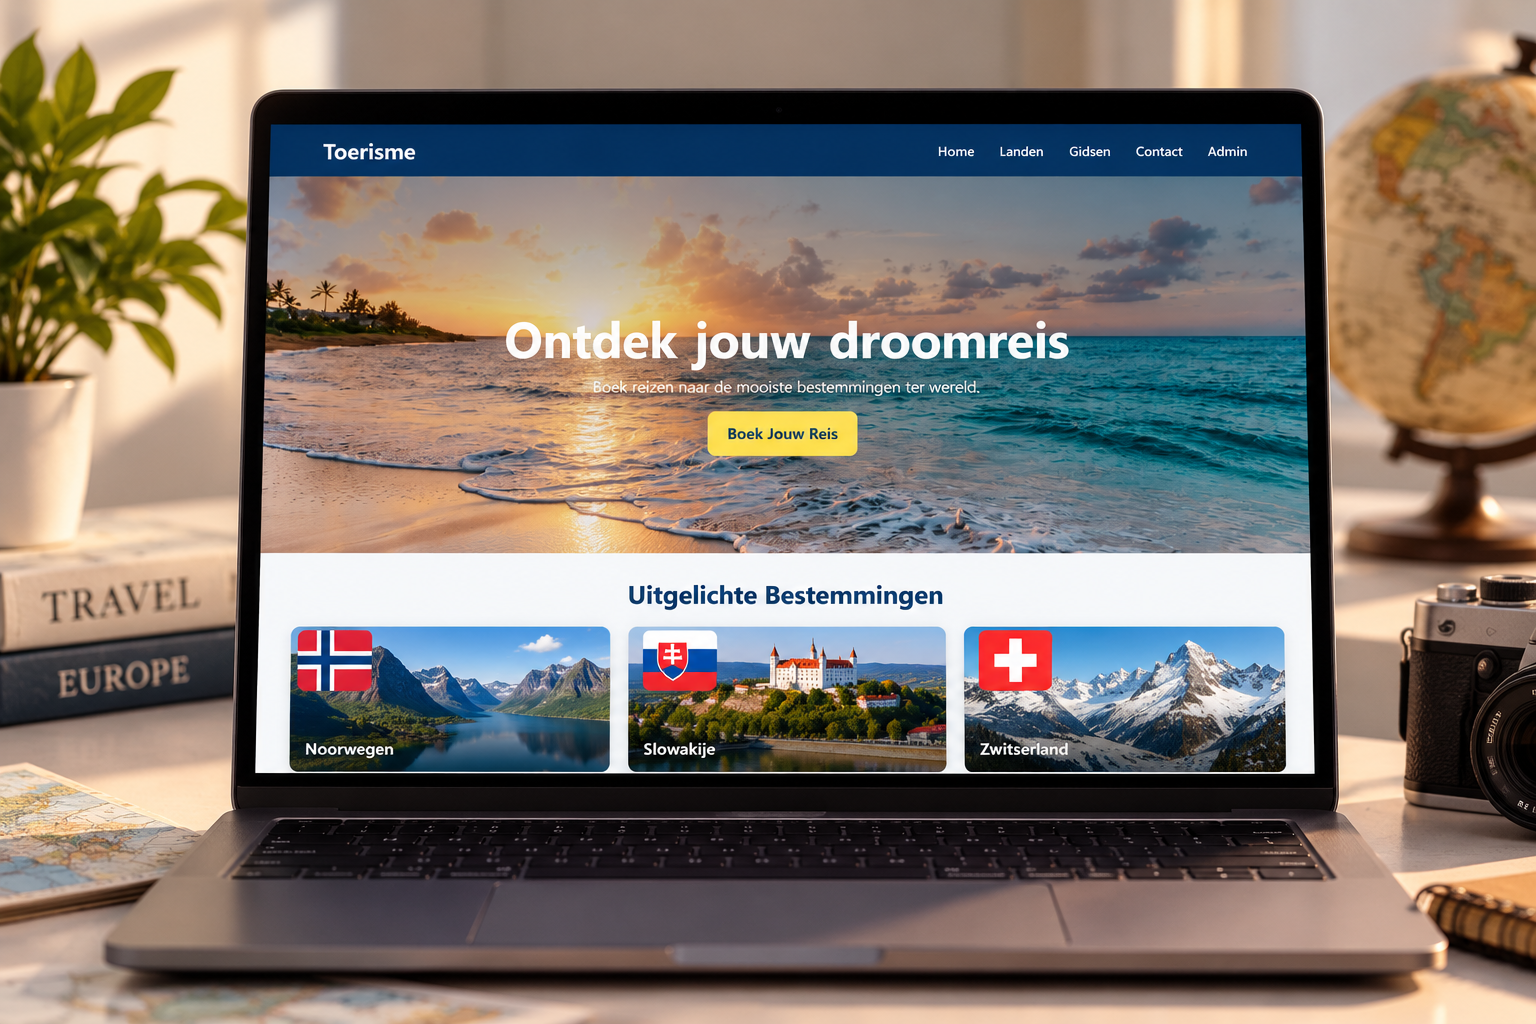 Toerisme
Home Landen Gidsen Contact Admin
Ontdek jouw droomreis
Boek reizen naar de mooiste bestemmingen ter wereld.
Boek Jouw Reis
Uitgelichte Bestemmingen
Noorwegen
Slowakije
Zwitserland
TRAVEL
EUROPE